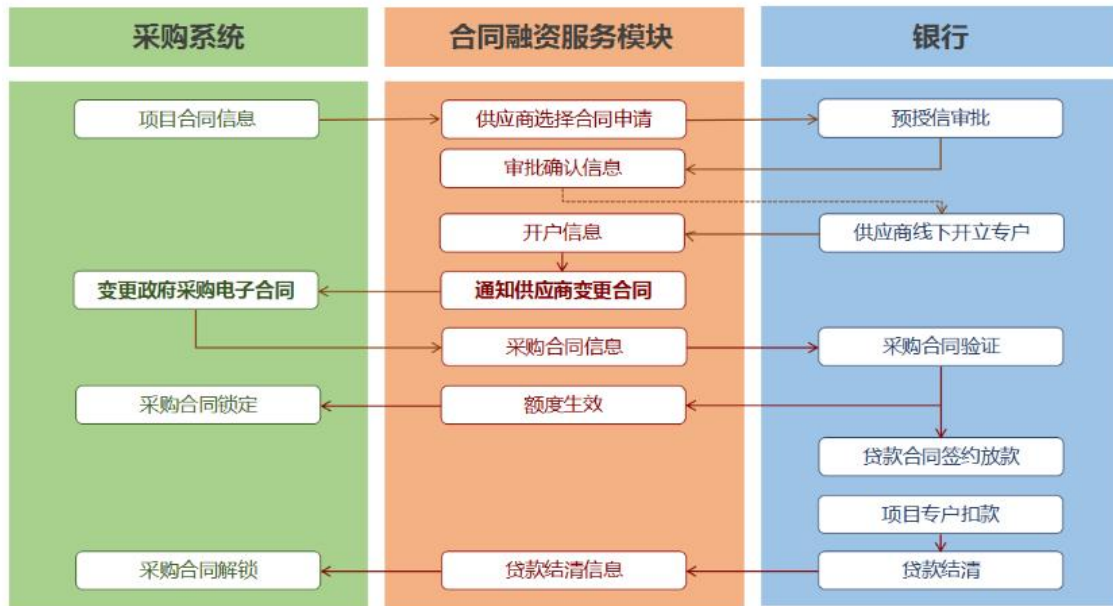 采购系统
合同融资服务模块
银行
项目合同信息
供应商选择合同申请
预授信审批
审批确认信息
开户信息
供应商线下开立专户
变更政府采购电子合同
通知供应商变更合同
采购合同信息
采购合同验证
采购合同锁定
额度生效
贷款合同签约放款
项目专户扣款
采购合同解锁
贷款结清信息
贷款结清